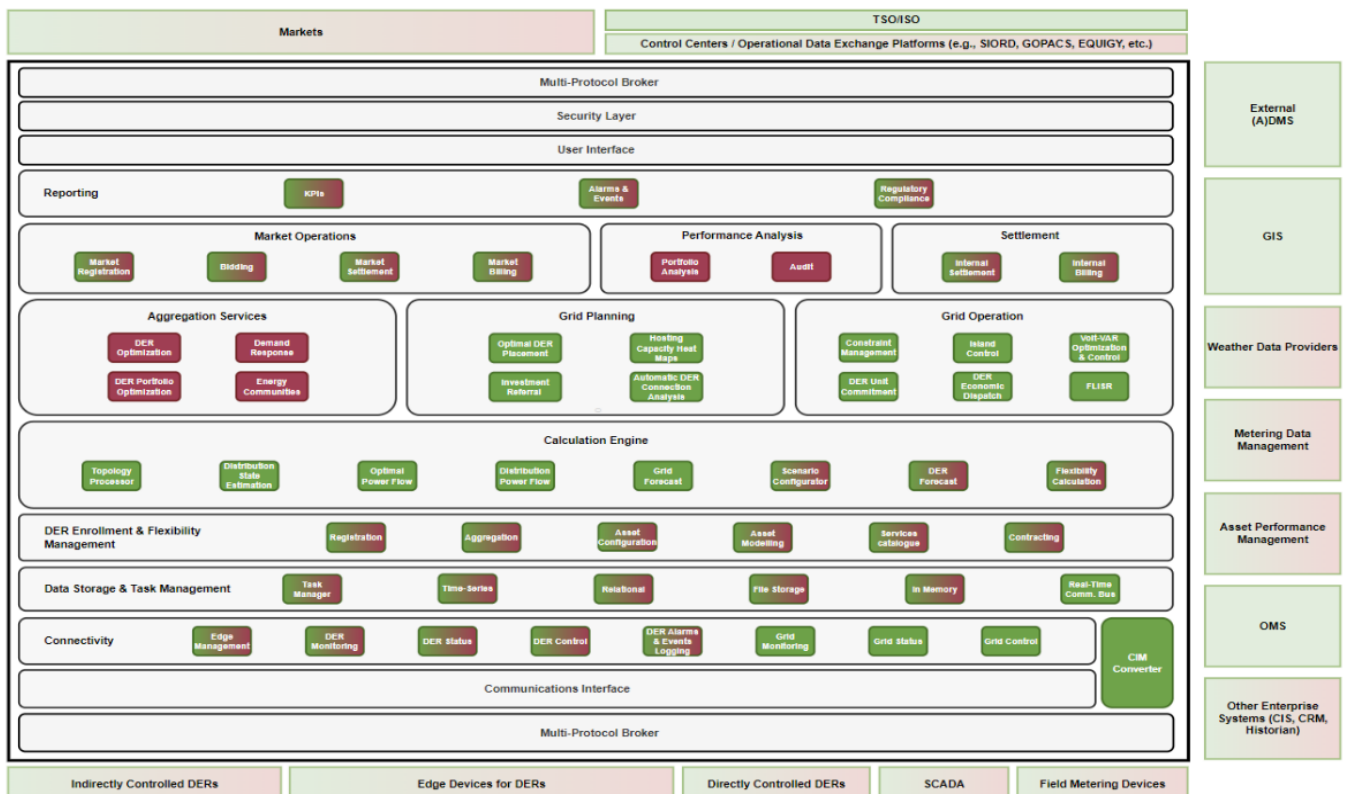 Markets
TSO/ISO
Control Centers / Operational Data Exchange Platforms (e.g., SIORD, GOPACS, EQUIGY, etc.)
Multi-Protocol Broker
Security Layer
User Interface
Reporting
KPIs
Alarms &
Events
Regulatory
Compliance
Market Operations
Market
Registration
Bidding
Market
Settlement
Market
Billing
Performance Analysis
Portfolio
Analysis
Audit
Settlement
Internal
Settlement
Internal
Billing
Aggregation Services
DER
Optimization
Demand
Response
DER Portfolio
Optimization
Energy
Communities
Grid Planning
Optimal DER
Placement
Hosting
Capacity Heat
Maps
Investment
Referral
Automatic DER
Connection
Analysis
Grid Operation
Constraint
Management
Island
Control
Volt-VAR
Optimization
& Control
DER Unit
Commitment
DER
Economic
Dispatch
FLISR
Calculation Engine
Topology
Processor
Distribution
State
Estimation
Optimal
Power Flow
Distribution
Power Flow
Grid
Forecast
Scenario
Configurator
DER
Forecast
Flexibility
Calculation
DER Enrollment & Flexibility
Management
Registration
Aggregation
Asset
Configuration
Asset
Modelling
Services
catalogue
Contracting
Data Storage & Task Management
Task
Manager
Time-Series
Relational
File Storage
In Memory
Real-Time
Comm. Bus
Connectivity
Edge
Management
DER
Monitoring
DER Status
DER Control
DER Alarms
& Events
Logging
Grid
Monitoring
Grid Status
Grid Control
CIM
Converter
Communications Interface
Multi-Protocol Broker
External
(A)DMS
GIS
Weather Data Providers
Metering Data
Management
Asset Performance
Management
OMS
Other Enterprise
Systems (CIS, CRM,
Historian)
Indirectly Controlled DERs
Edge Devices for DERs
Directly Controlled DERs
SCADA
Field Metering Devices